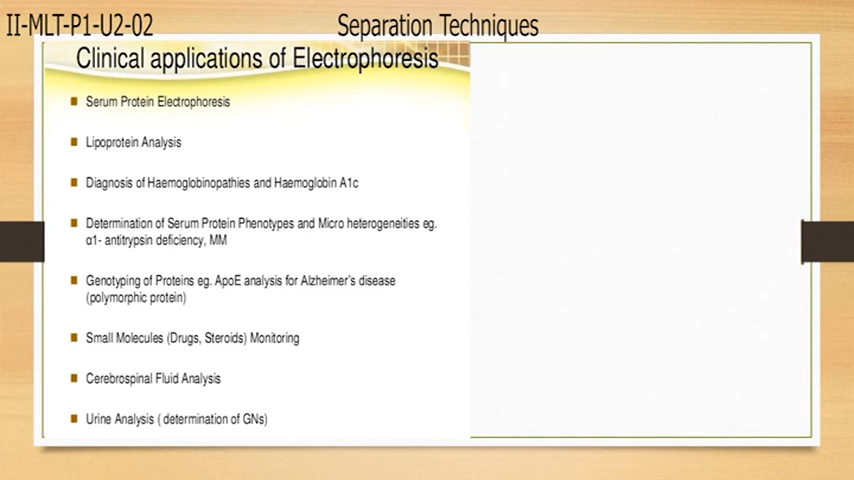 II-MLT-P1-U2-02
Separation Techniques
Clinical applications of Electrophoresis
Serum Protein Electrophoresis
Lipoprotein Analysis
Diagnosis of Haemoglobinopathies and Haemoglobin A1c
Determination of Serum Protein Phenotypes and Micro heterogeneities eg.
α1- antitrypsin deficiency, MM
Genotyping of Proteins eg. ApoE analysis for Alzheimer's disease
(polymorphic protein)
Small Molecules (Drugs, Steroids) Monitoring
Cerebrospinal Fluid Analysis
Urine Analysis ( determination of GNs)